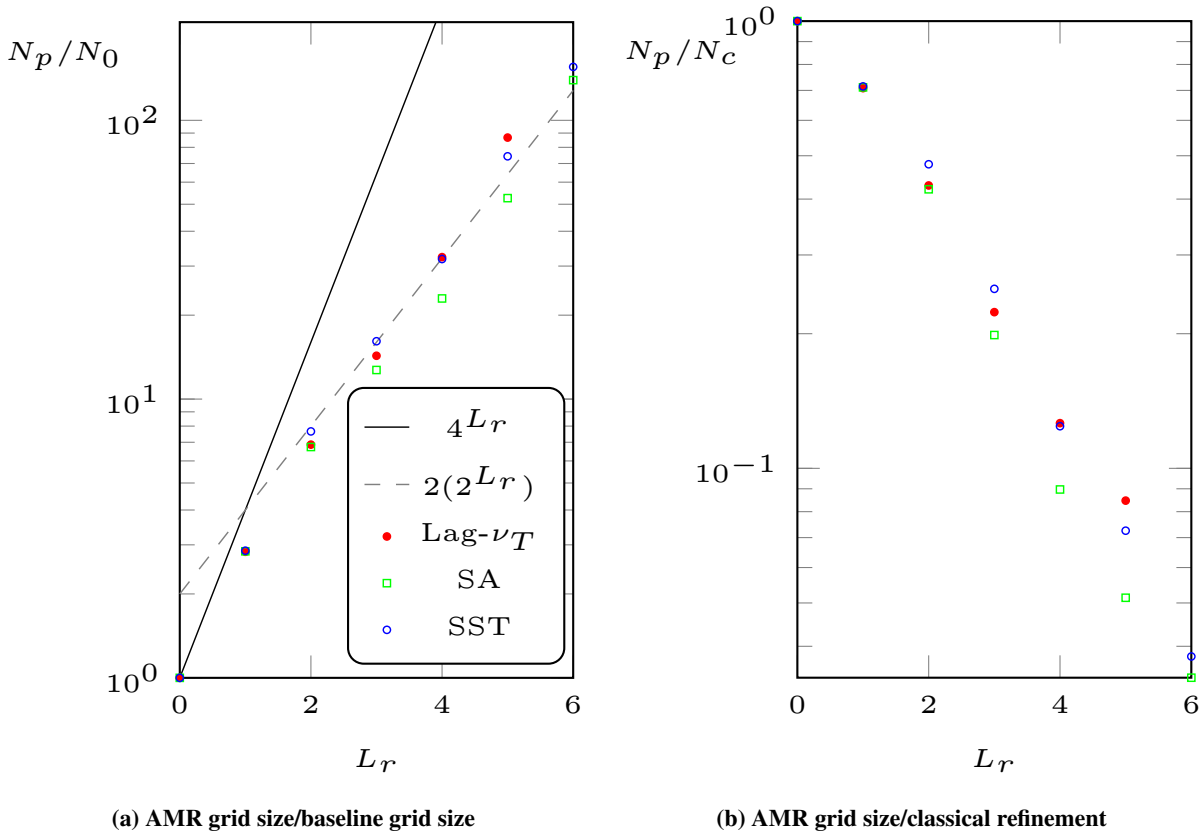 N_p/N_0
10^2
10^1
10^0
0 2 4 6
L_r
4^{L_r}
2(2^{L_r})
Lag-ν_T
SA
SST
(a) AMR grid size/baseline grid size
N_p/N_c
10^0
10^{-1}
0 2 4 6
L_r
(b) AMR grid size/classical refinement